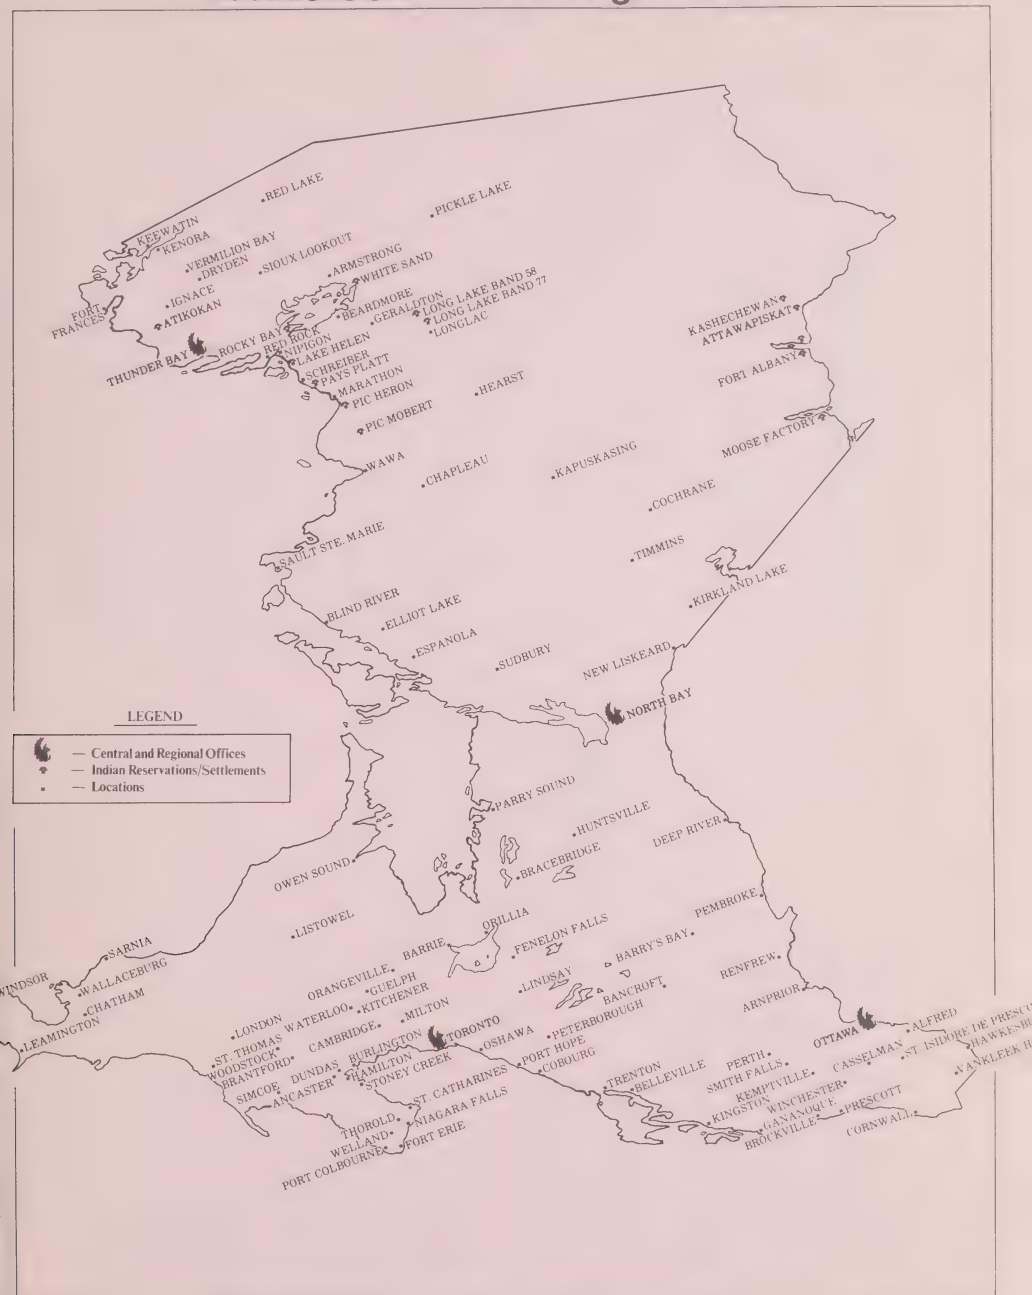 RED LAKE
PICKLE LAKE
KEEWATIN
KENORA
VERMILION BAY
DRYDEN
SIOUX LOOKOUT
ARMSTRONG
WHITE SAND
IGNACE
ATIKOKAN
FORT
FRANCES
BEARDMORE
GERALDTON
LONG LAKE BAND 58
LONG LAKE BAND 77
LONGLAC
THUNDER BAY
ROCKY BAY
RED ROCK
NIPIGON
LAKE HELEN
SCHREIBER
PAYS PLATT
MARATHON
PIC HERON
PIC MOBERT
HEARST
KASHECHEWAN
ATTAWAPISKAT
FORT ALBANY
MOOSE FACTORY
WAWA
CHAPLEAU
KAPUSKASING
COCHRANE
SAULT STE. MARIE
TIMMINS
KIRKLAND LAKE
BLIND RIVER
ELLIOT LAKE
ESPANOLA
SUDBURY
NEW LISKEARD
NORTH BAY
LEGEND
— Central and Regional Offices
— Indian Reservations/Settlements
— Locations
PARRY SOUND
HUNTSVILLE
DEEP RIVER
BRACEBRIDGE
OWEN SOUND
PEMBROKE
LISTOWEL
ORILLIA
BARRIE
FENELON FALLS
BARRY'S BAY
SARNIA
WINDSOR
WALLACEBURG
CHATHAM
LEAMINGTON
ORANGEVILLE
GUELPH
WATERLOO
KITCHENER
LINDSAY
BANCROFT
RENFREW
ARNPRIOR
LONDON
ST. THOMAS
WOODSTOCK
BRANTFORD
CAMBRIDGE
MILTON
TORONTO
OSHAWA
PETERBOROUGH
PORT HOPE
COBOURG
OTTAWA
ALFRED
ST. ISIDORE DE PRESCO
HAWKESBU
VANKLEEK H
CASSELMAN
BURLINGTON
HAMILTON
STONEY CREEK
DUNDAS
ANCASTER
SIMCOE
TRENTON
BELLEVILLE
PERTH
SMITH FALLS
KEMPTVILLE
WINCHESTER
KINGSTON
GANANOQUE
BROCKVILLE
PRESCOTT
CORNWALL
ST. CATHARINES
THOROLD
NIAGARA FALLS
WELLAND
FORT ERIE
PORT COLBOURNE